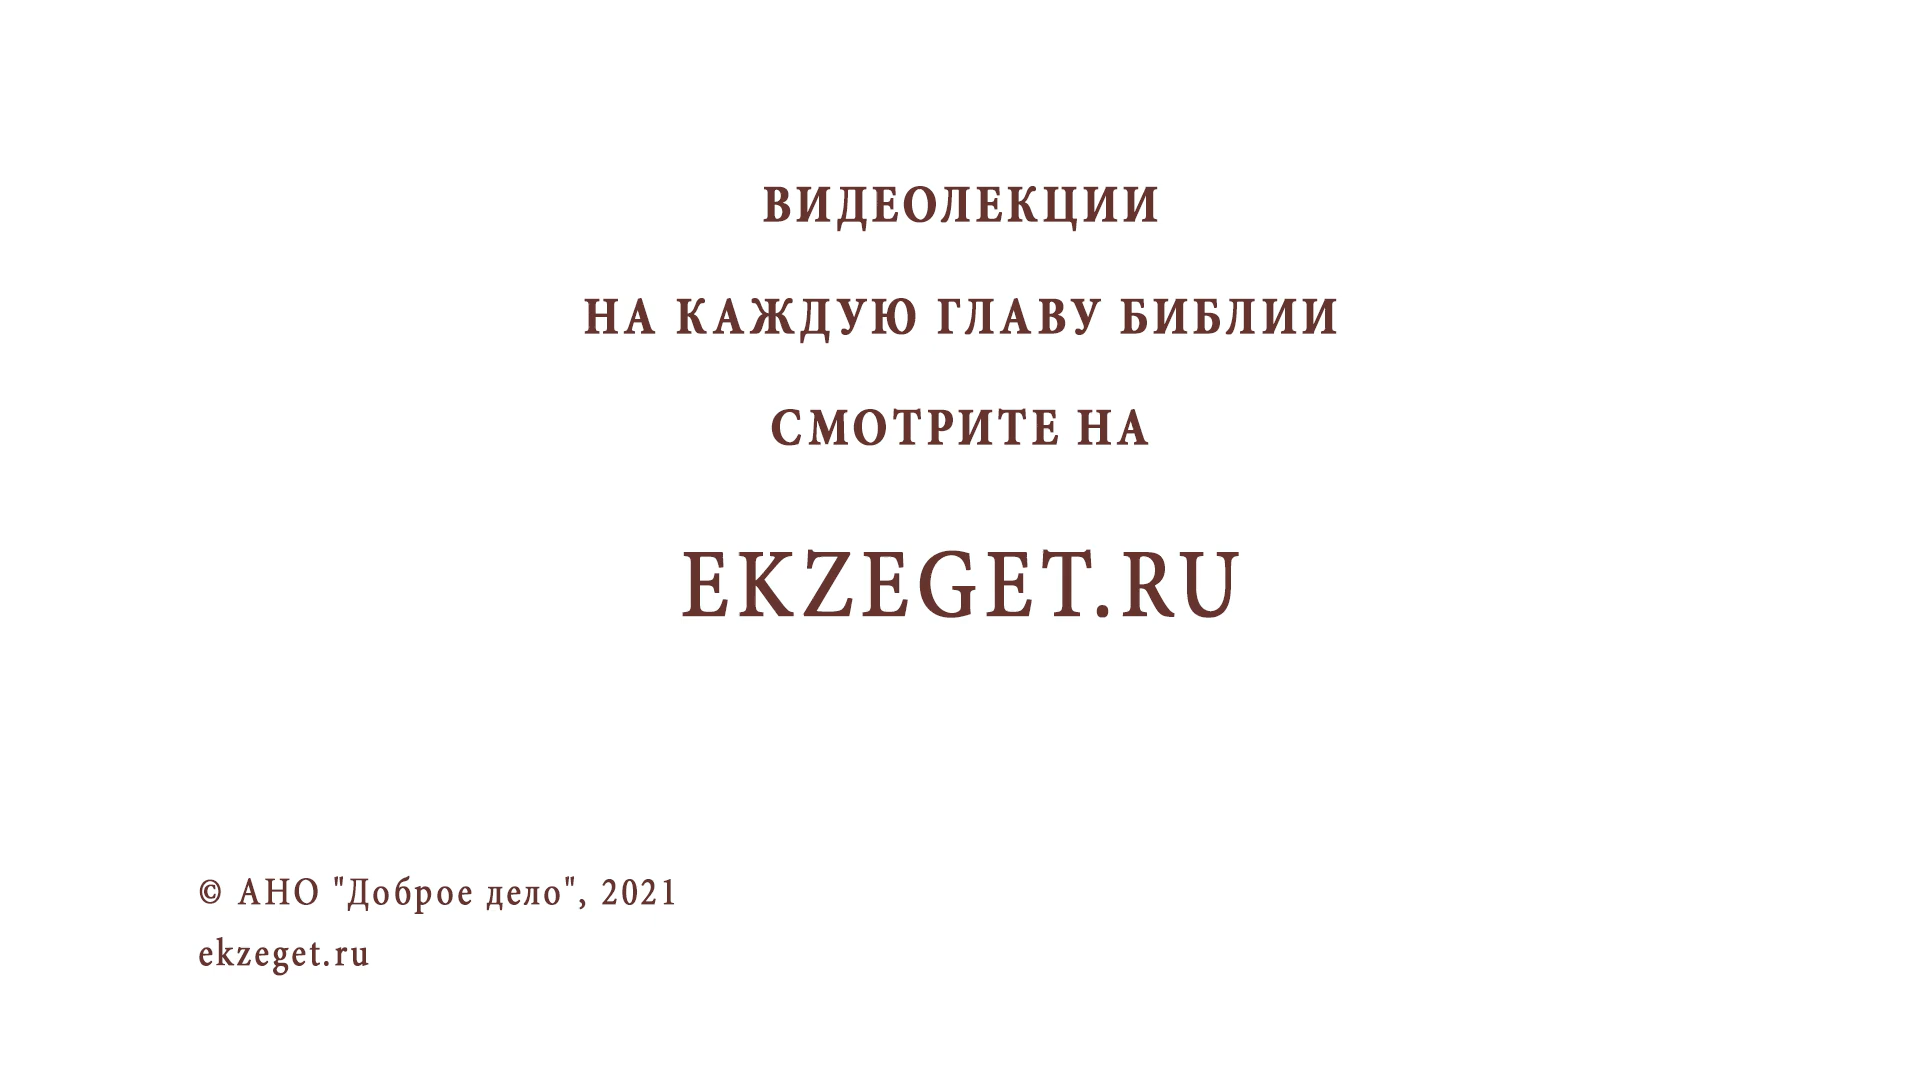 ВИДЕОЛЕКЦИИ
НА КАЖДУЮ ГЛАВУ БИБЛИИ
СМОТРИТЕ НА
EKZEGET.RU
© АНО "Доброе дело", 2021
ekzeget.ru